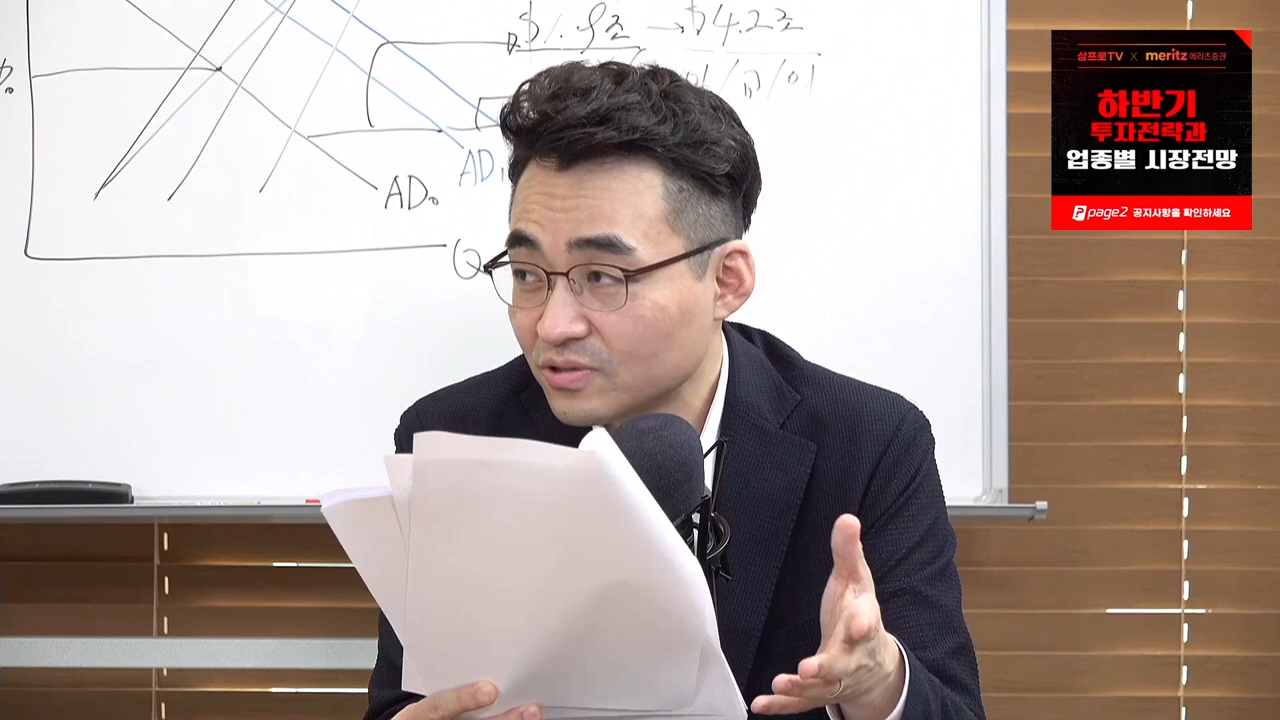 $1.9조 → $4.2조
AD₁
AD₀
Q
삼프로TV X meritz 메리츠증권
하반기
투자전략과
업종별 시장전망
page2 공지사항을 확인하세요